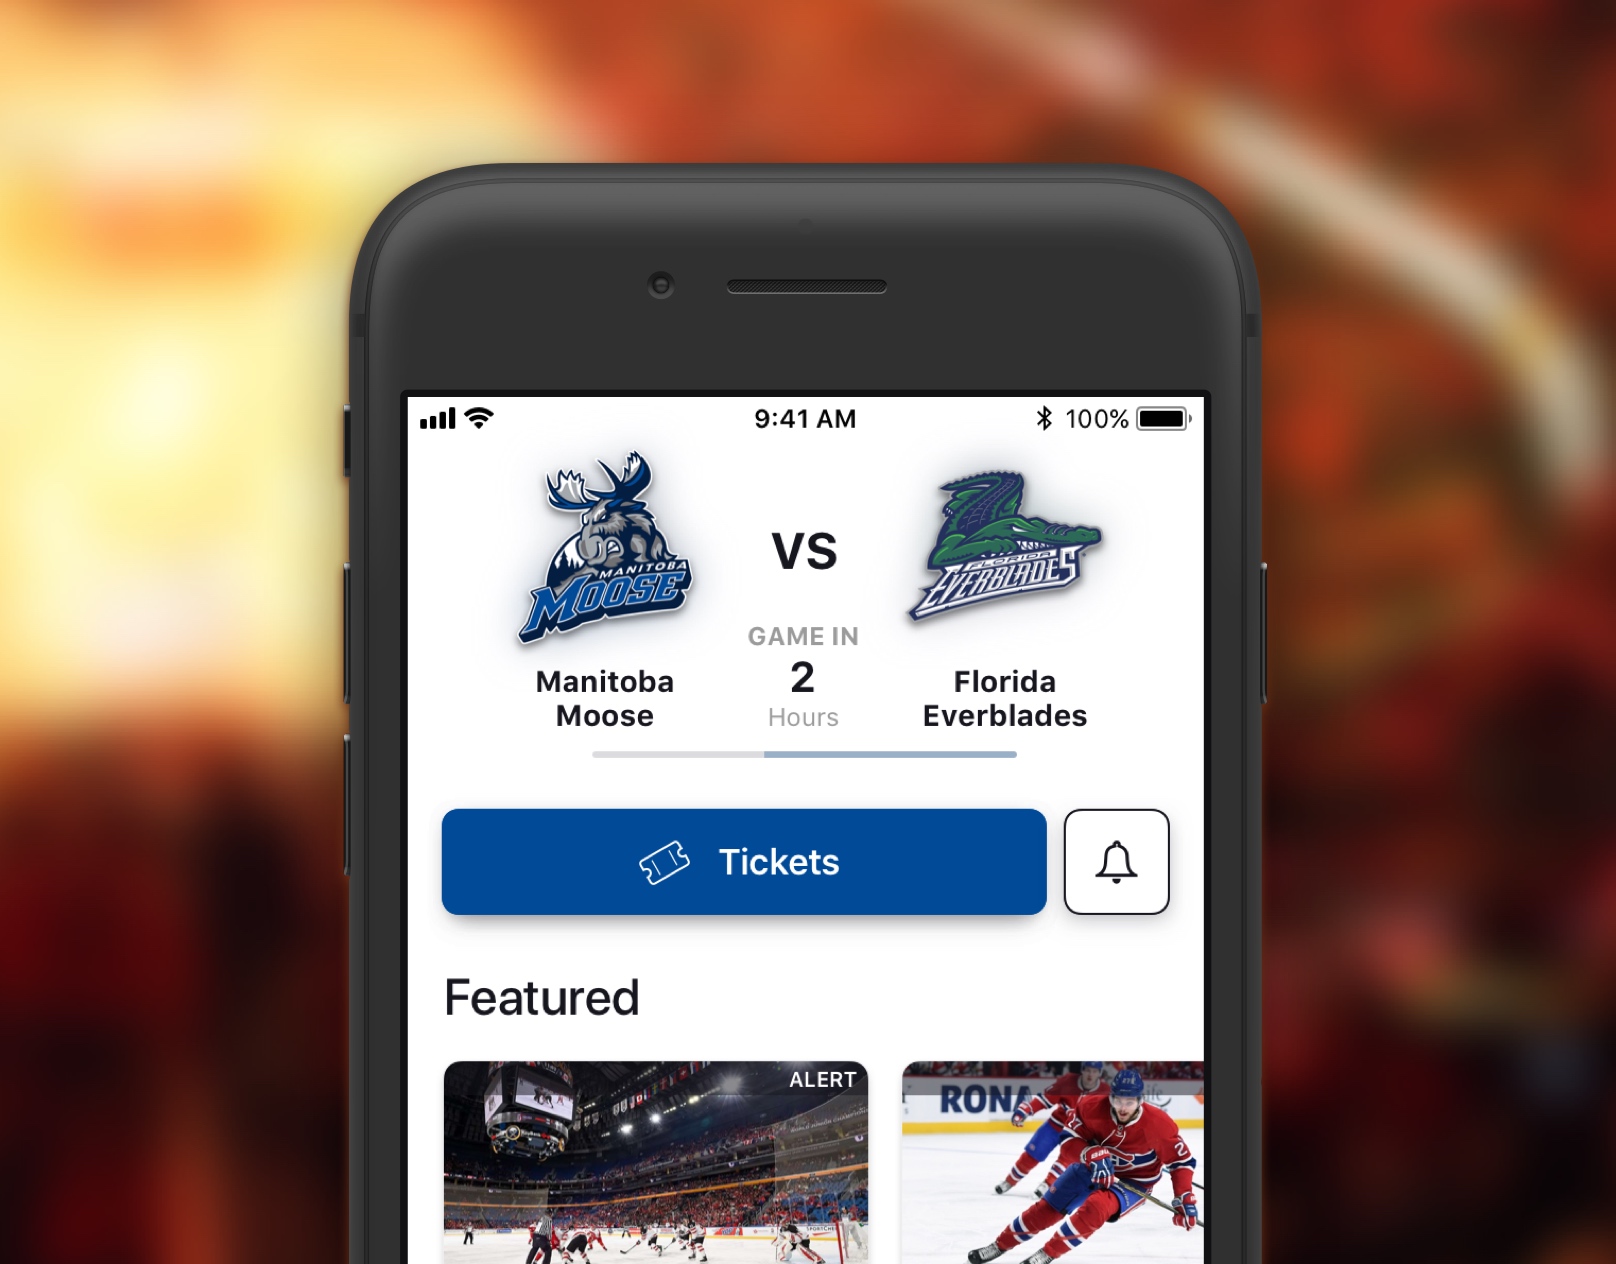 9:41 AM
100%
MANITOBA
MOOSE
VS
FLORIDA
EVERBLADES
GAME IN
2
Hours
Manitoba
Moose
Florida
Everblades
Tickets
Featured
ALERT
RONA